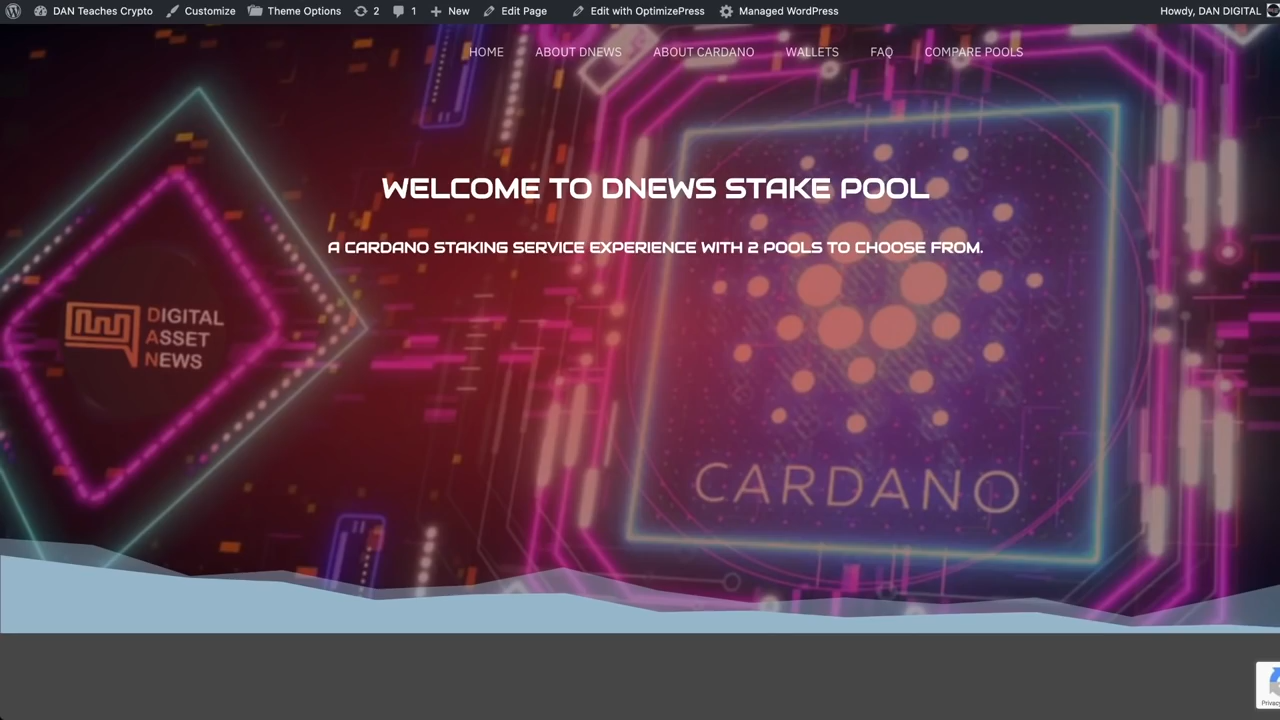 DAN Teaches Crypto Customize Theme Options 2 1 New Edit Page Edit with OptimizePress Managed WordPress Howdy, DAN DIGITAL
HOME ABOUT DNEWS ABOUT CARDANO WALLETS FAQ COMPARE POOLS
WELCOME TO DNEWS STAKE POOL
A CARDANO STAKING SERVICE EXPERIENCE WITH 2 POOLS TO CHOOSE FROM.
DIGITAL
ASSET
NEWS
CARDANO